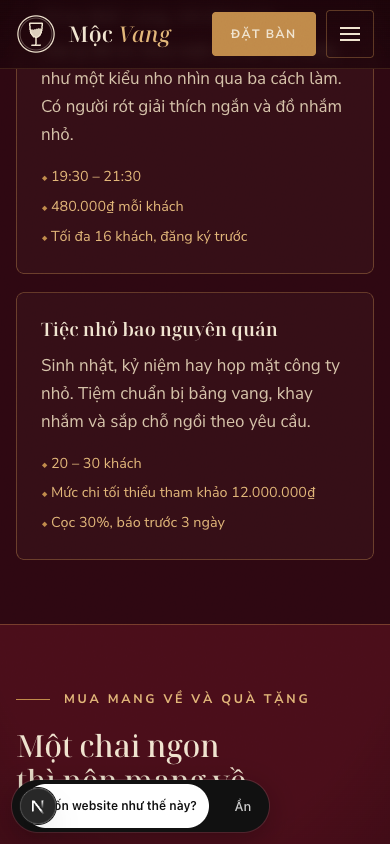 Mộc Vang
ĐẶT BÀN
như một kiểu nho nhìn qua ba cách làm.
Có người rót giải thích ngắn và đồ nhắm
nhỏ.
19:30 – 21:30
480.000₫ mỗi khách
Tối đa 16 khách, đăng ký trước
Tiệc nhỏ bao nguyên quán
Sinh nhật, kỷ niệm hay họp mặt công ty
nhỏ. Tiệm chuẩn bị bảng vang, khay
nhắm và sắp chỗ ngồi theo yêu cầu.
20 – 30 khách
Mức chi tối thiểu tham khảo 12.000.000₫
Cọc 30%, báo trước 3 ngày
MUA MANG VỀ VÀ QUÀ TẶNG
Một chai ngon
thì nên mang về
website như thế này?
Ẩn